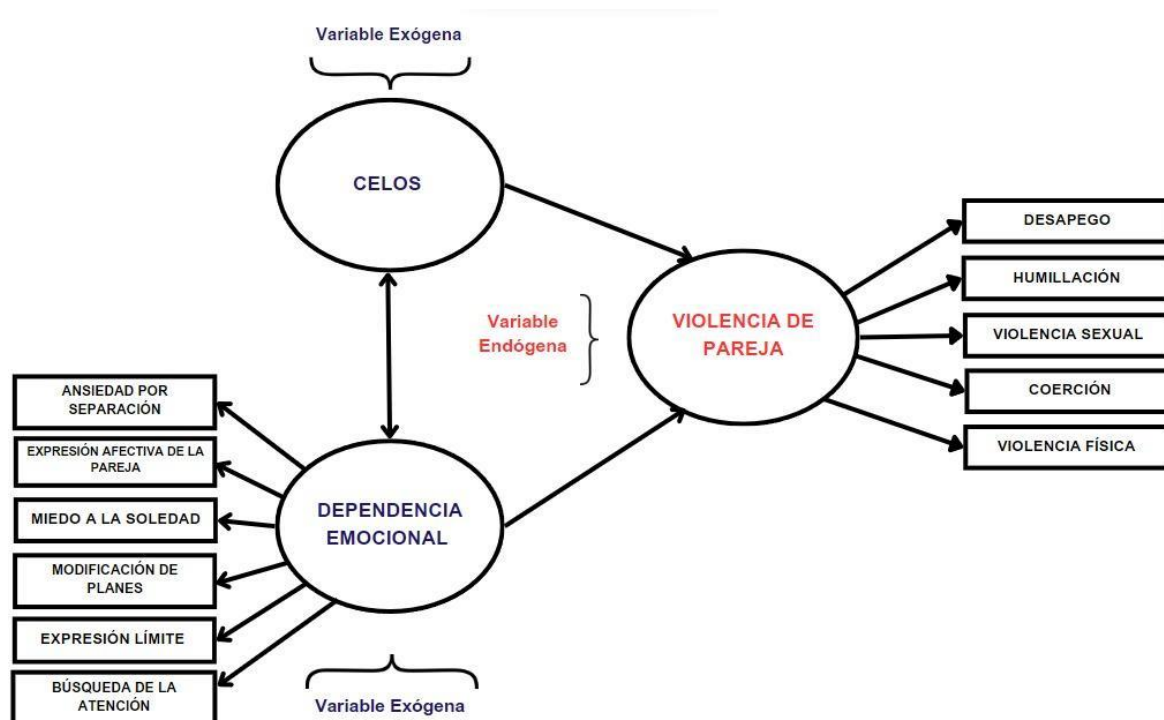 Variable Exógena
CELOS
Variable
Endógena
VIOLENCIA DE
PAREJA
DESAPEGO
HUMILLACIÓN
VIOLENCIA SEXUAL
COERCIÓN
VIOLENCIA FÍSICA
ANSIEDAD POR
SEPARACIÓN
EXPRESIÓN AFECTIVA DE LA
PAREJA
MIEDO A LA SOLEDAD
MODIFICACIÓN DE
PLANES
EXPRESIÓN LÍMITE
BÚSQUEDA DE LA
ATENCIÓN
DEPENDENCIA
EMOCIONAL
Variable Exógena